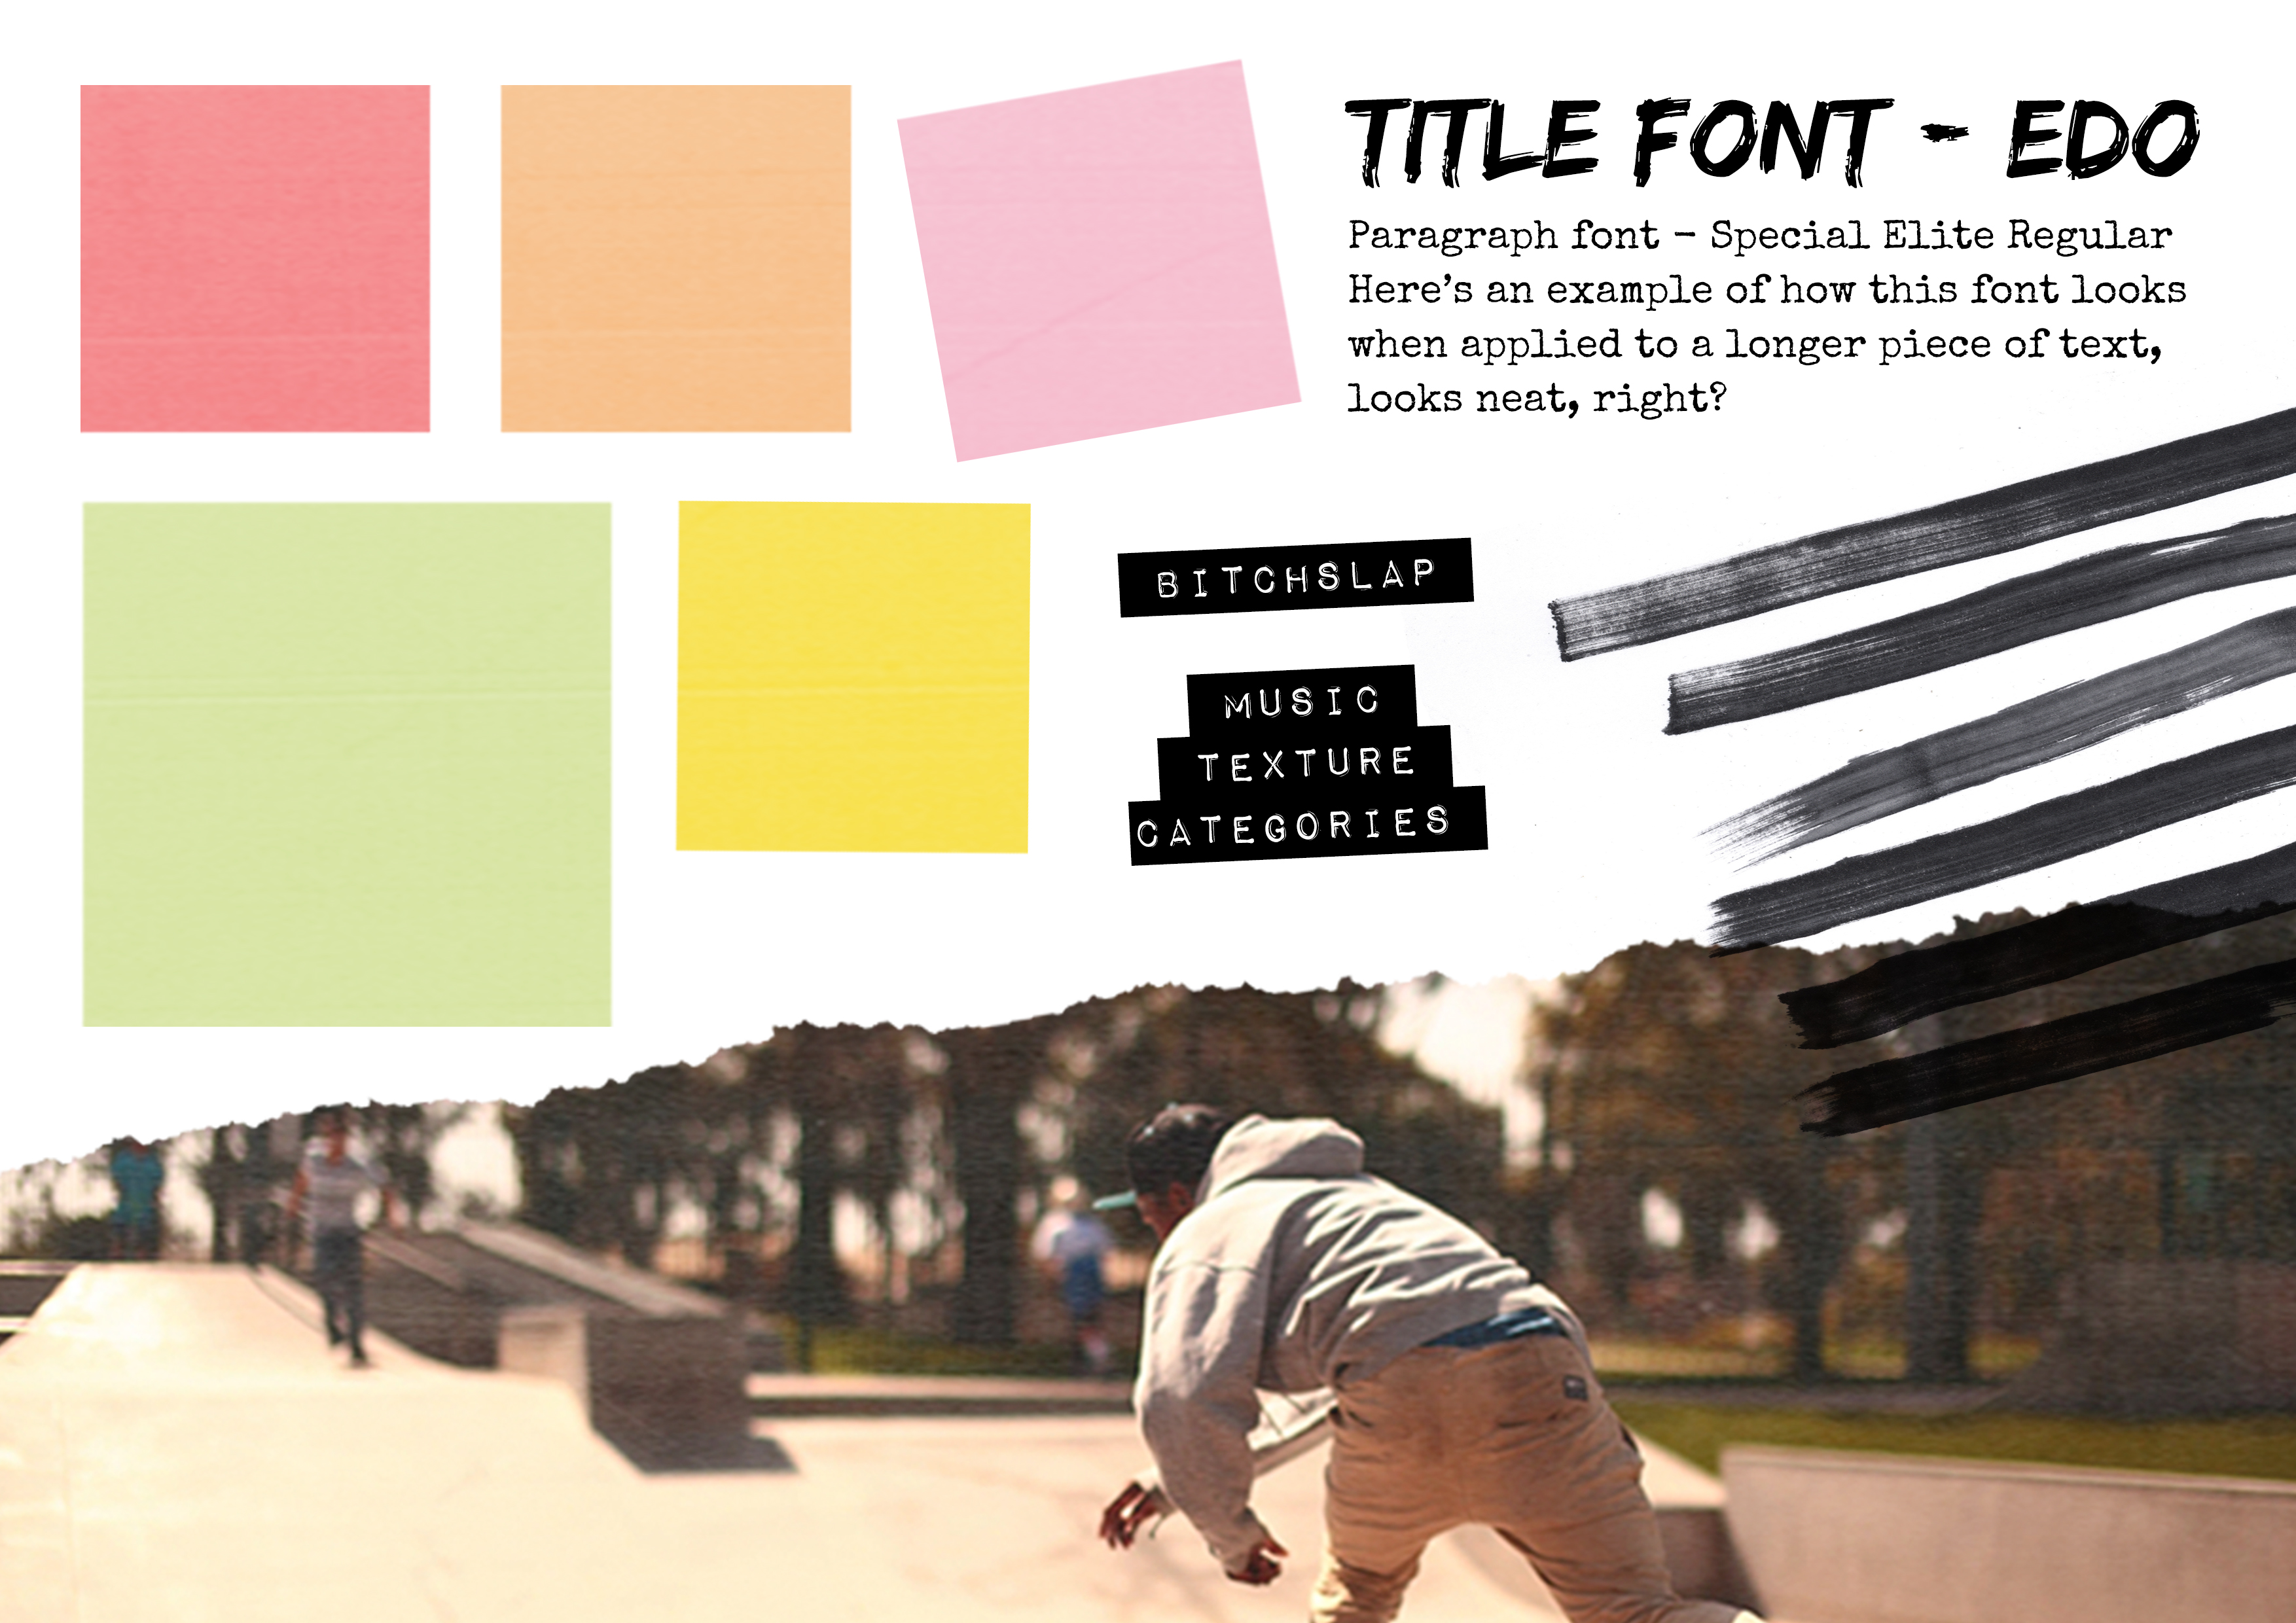 TITLE FONT - EDO
Paragraph font - Special Elite Regular
Here's an example of how this font looks
when applied to a longer piece of text,
looks neat, right?
BITCHSLAP
MUSIC
TEXTURE
CATEGORIES